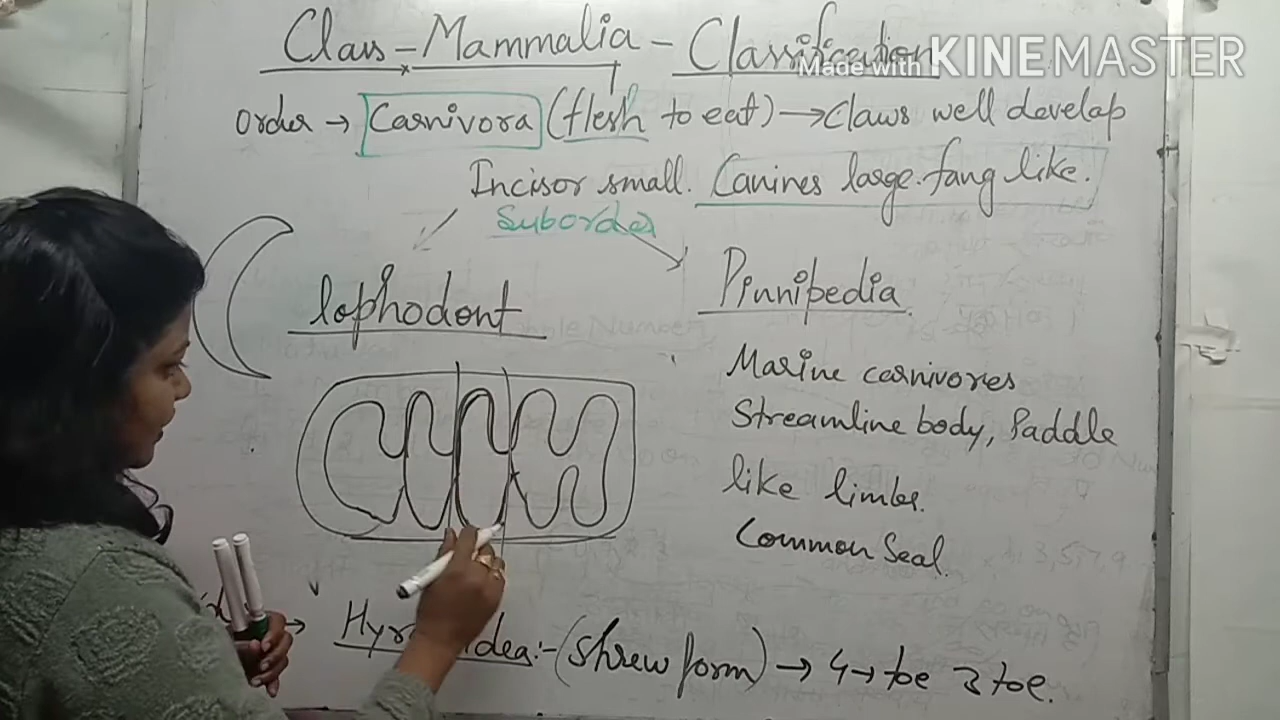 Class - Mammalia - Classification
Made with KINEMASTER
Order → Carnivora (flesh to eat) → Claws well develop
Incisor small. Canines large. fang like.
Suborder
lophodont
Pinnipedia
Marine carnivores
Streamline body, Paddle
like limbs.
Common Seal.
(Shrew form) → 4 → toe 3 toe.